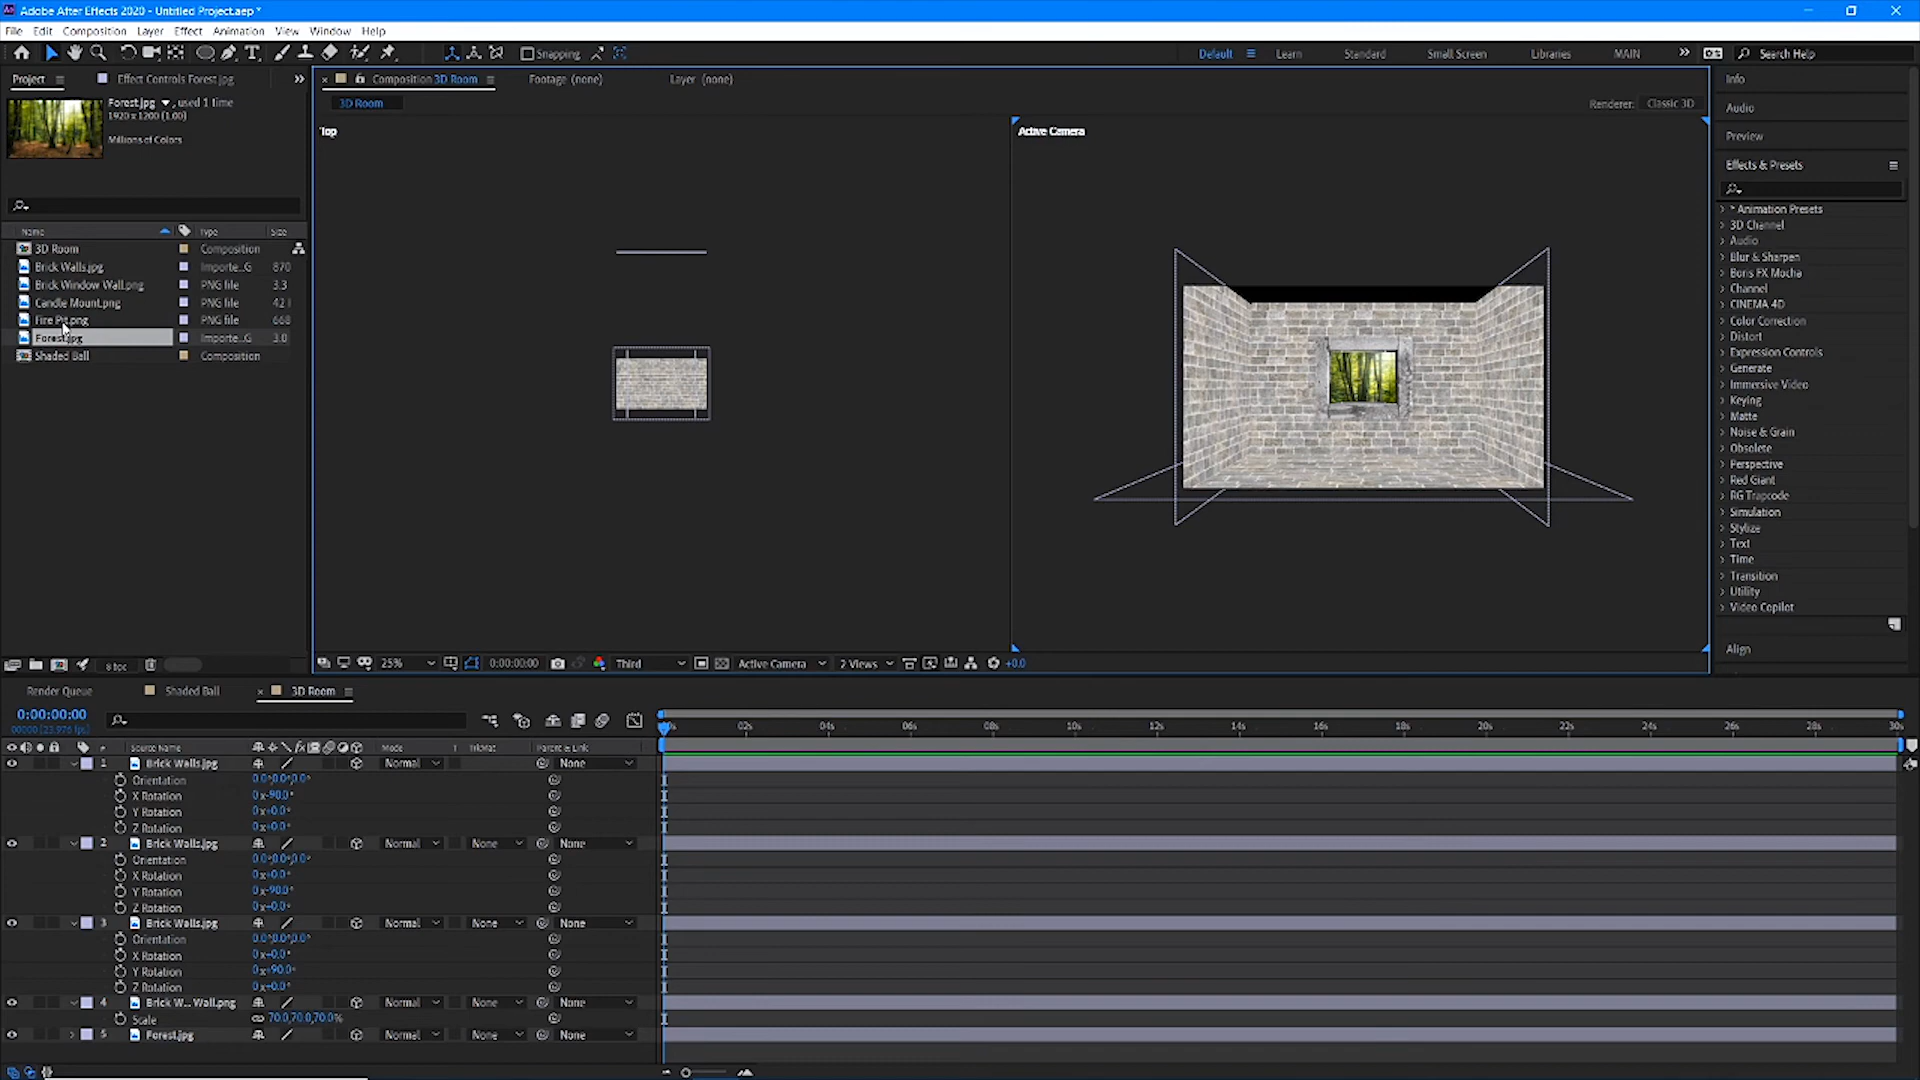 Adobe After Effects 2020 - Untitled Project.aep *
File Edit Composition Layer Effect Animation View Window Help
Snapping
Default Learn Standard Small Screen Libraries MAIN Search Help
Project Effect Controls Forest.jpg
Composition 3D Room Footage (none) Layer (none)
Forest.jpg , used 1 time
1920 x 1200 (1.00)
Millions of Colors
3D Room
Renderer: Classic 3D
Top
Active Camera
Name Type Size
3D Room Composition
Brick Walls.jpg Importe...G 870
Brick Window Wall.png PNG file 3.3
Candle Mount.png PNG file 42
Fire Pit.png PNG file 668
Forest.jpg Importe...G 3.0
Shaded Ball Composition
Info
Audio
Preview
Effects & Presets
* Animation Presets
3D Channel
Audio
Blur & Sharpen
Boris FX Mocha
Channel
CINEMA 4D
Color Correction
Distort
Expression Controls
Generate
Immersive Video
Keying
Matte
Noise & Grain
Obsolete
Perspective
Red Giant
RG Trapcode
Simulation
Stylize
Text
Time
Transition
Utility
Video Copilot
Align
8 bpc
25% 0:00:00:00 Third Active Camera 2 Views +0.0
Render Queue Shaded Ball 3D Room
0:00:00:00
00000 (23.976 fps)
02s 04s 06s 08s 10s 12s 14s 16s 18s 20s 22s 24s 26s 28s 30s
# Source Name Mode T TrkMat Parent & Link
1 Brick Walls.jpg Normal None
Orientation 0.0°,0.0°,0.0°
X Rotation 0x-90.0°
Y Rotation 0x+0.0°
Z Rotation 0x+0.0°
2 Brick Walls.jpg Normal None None
Orientation 0.0°,0.0°,0.0°
X Rotation 0x+0.0°
Y Rotation 0x-90.0°
Z Rotation 0x+0.0°
3 Brick Walls.jpg Normal None None
Orientation 0.0°,0.0°,0.0°
X Rotation 0x+0.0°
Y Rotation 0x+90.0°
Z Rotation 0x+0.0°
4 Brick W... Wall.png Normal None None
Scale 70.0,70.0,70.0%
5 Forest.jpg Normal None None